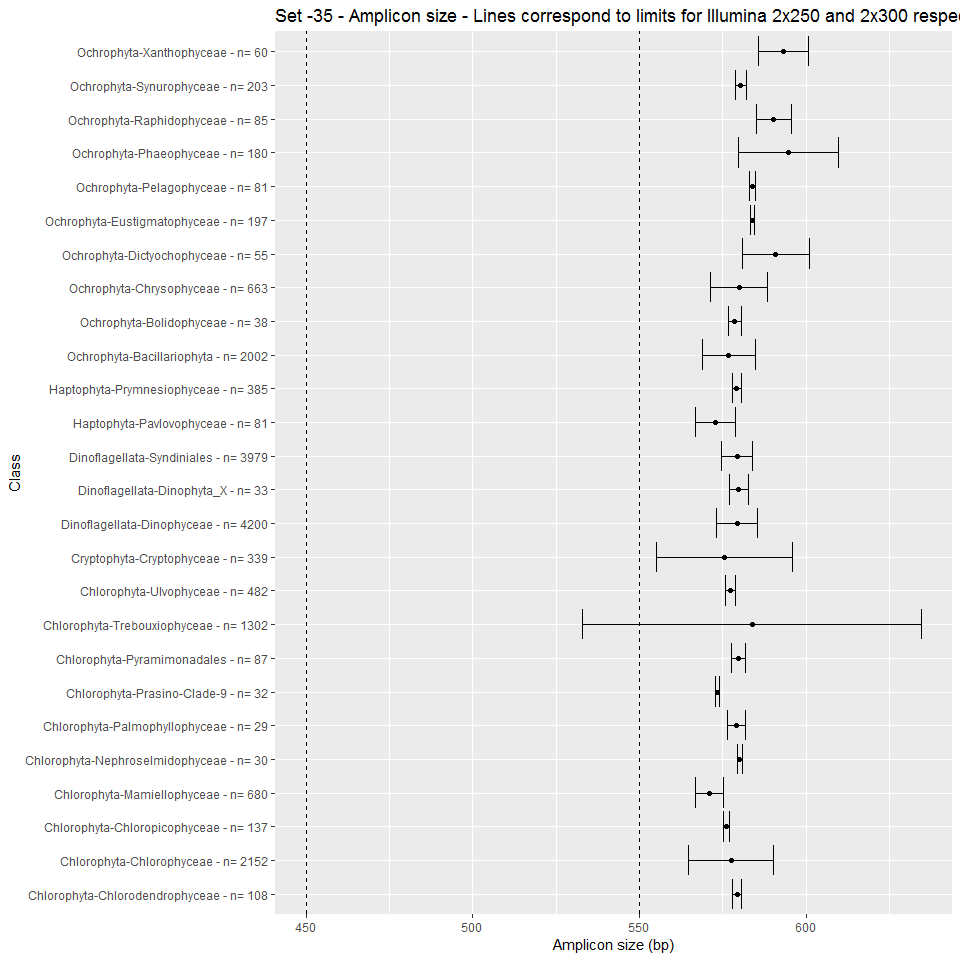 Set -35 - Amplicon size - Lines correspond to limits for Illumina 2x250 and 2x300 respe
Class
Ochrophyta-Xanthophyceae - n= 60
Ochrophyta-Synurophyceae - n= 203
Ochrophyta-Raphidophyceae - n= 85
Ochrophyta-Phaeophyceae - n= 180
Ochrophyta-Pelagophyceae - n= 81
Ochrophyta-Eustigmatophyceae - n= 197
Ochrophyta-Dictyochophyceae - n= 55
Ochrophyta-Chrysophyceae - n= 663
Ochrophyta-Bolidophyceae - n= 38
Ochrophyta-Bacillariophyta - n= 2002
Haptophyta-Prymnesiophyceae - n= 385
Haptophyta-Pavlovophyceae - n= 81
Dinoflagellata-Syndiniales - n= 3979
Dinoflagellata-Dinophyta_X - n= 33
Dinoflagellata-Dinophyceae - n= 4200
Cryptophyta-Cryptophyceae - n= 339
Chlorophyta-Ulvophyceae - n= 482
Chlorophyta-Trebouxiophyceae - n= 1302
Chlorophyta-Pyramimonadales - n= 87
Chlorophyta-Prasino-Clade-9 - n= 32
Chlorophyta-Palmophyllophyceae - n= 29
Chlorophyta-Nephroselmidophyceae - n= 30
Chlorophyta-Mamiellophyceae - n= 680
Chlorophyta-Chloropicophyceae - n= 137
Chlorophyta-Chlorophyceae - n= 2152
Chlorophyta-Chlorodendrophyceae - n= 108
450 500 550 600
Amplicon size (bp)